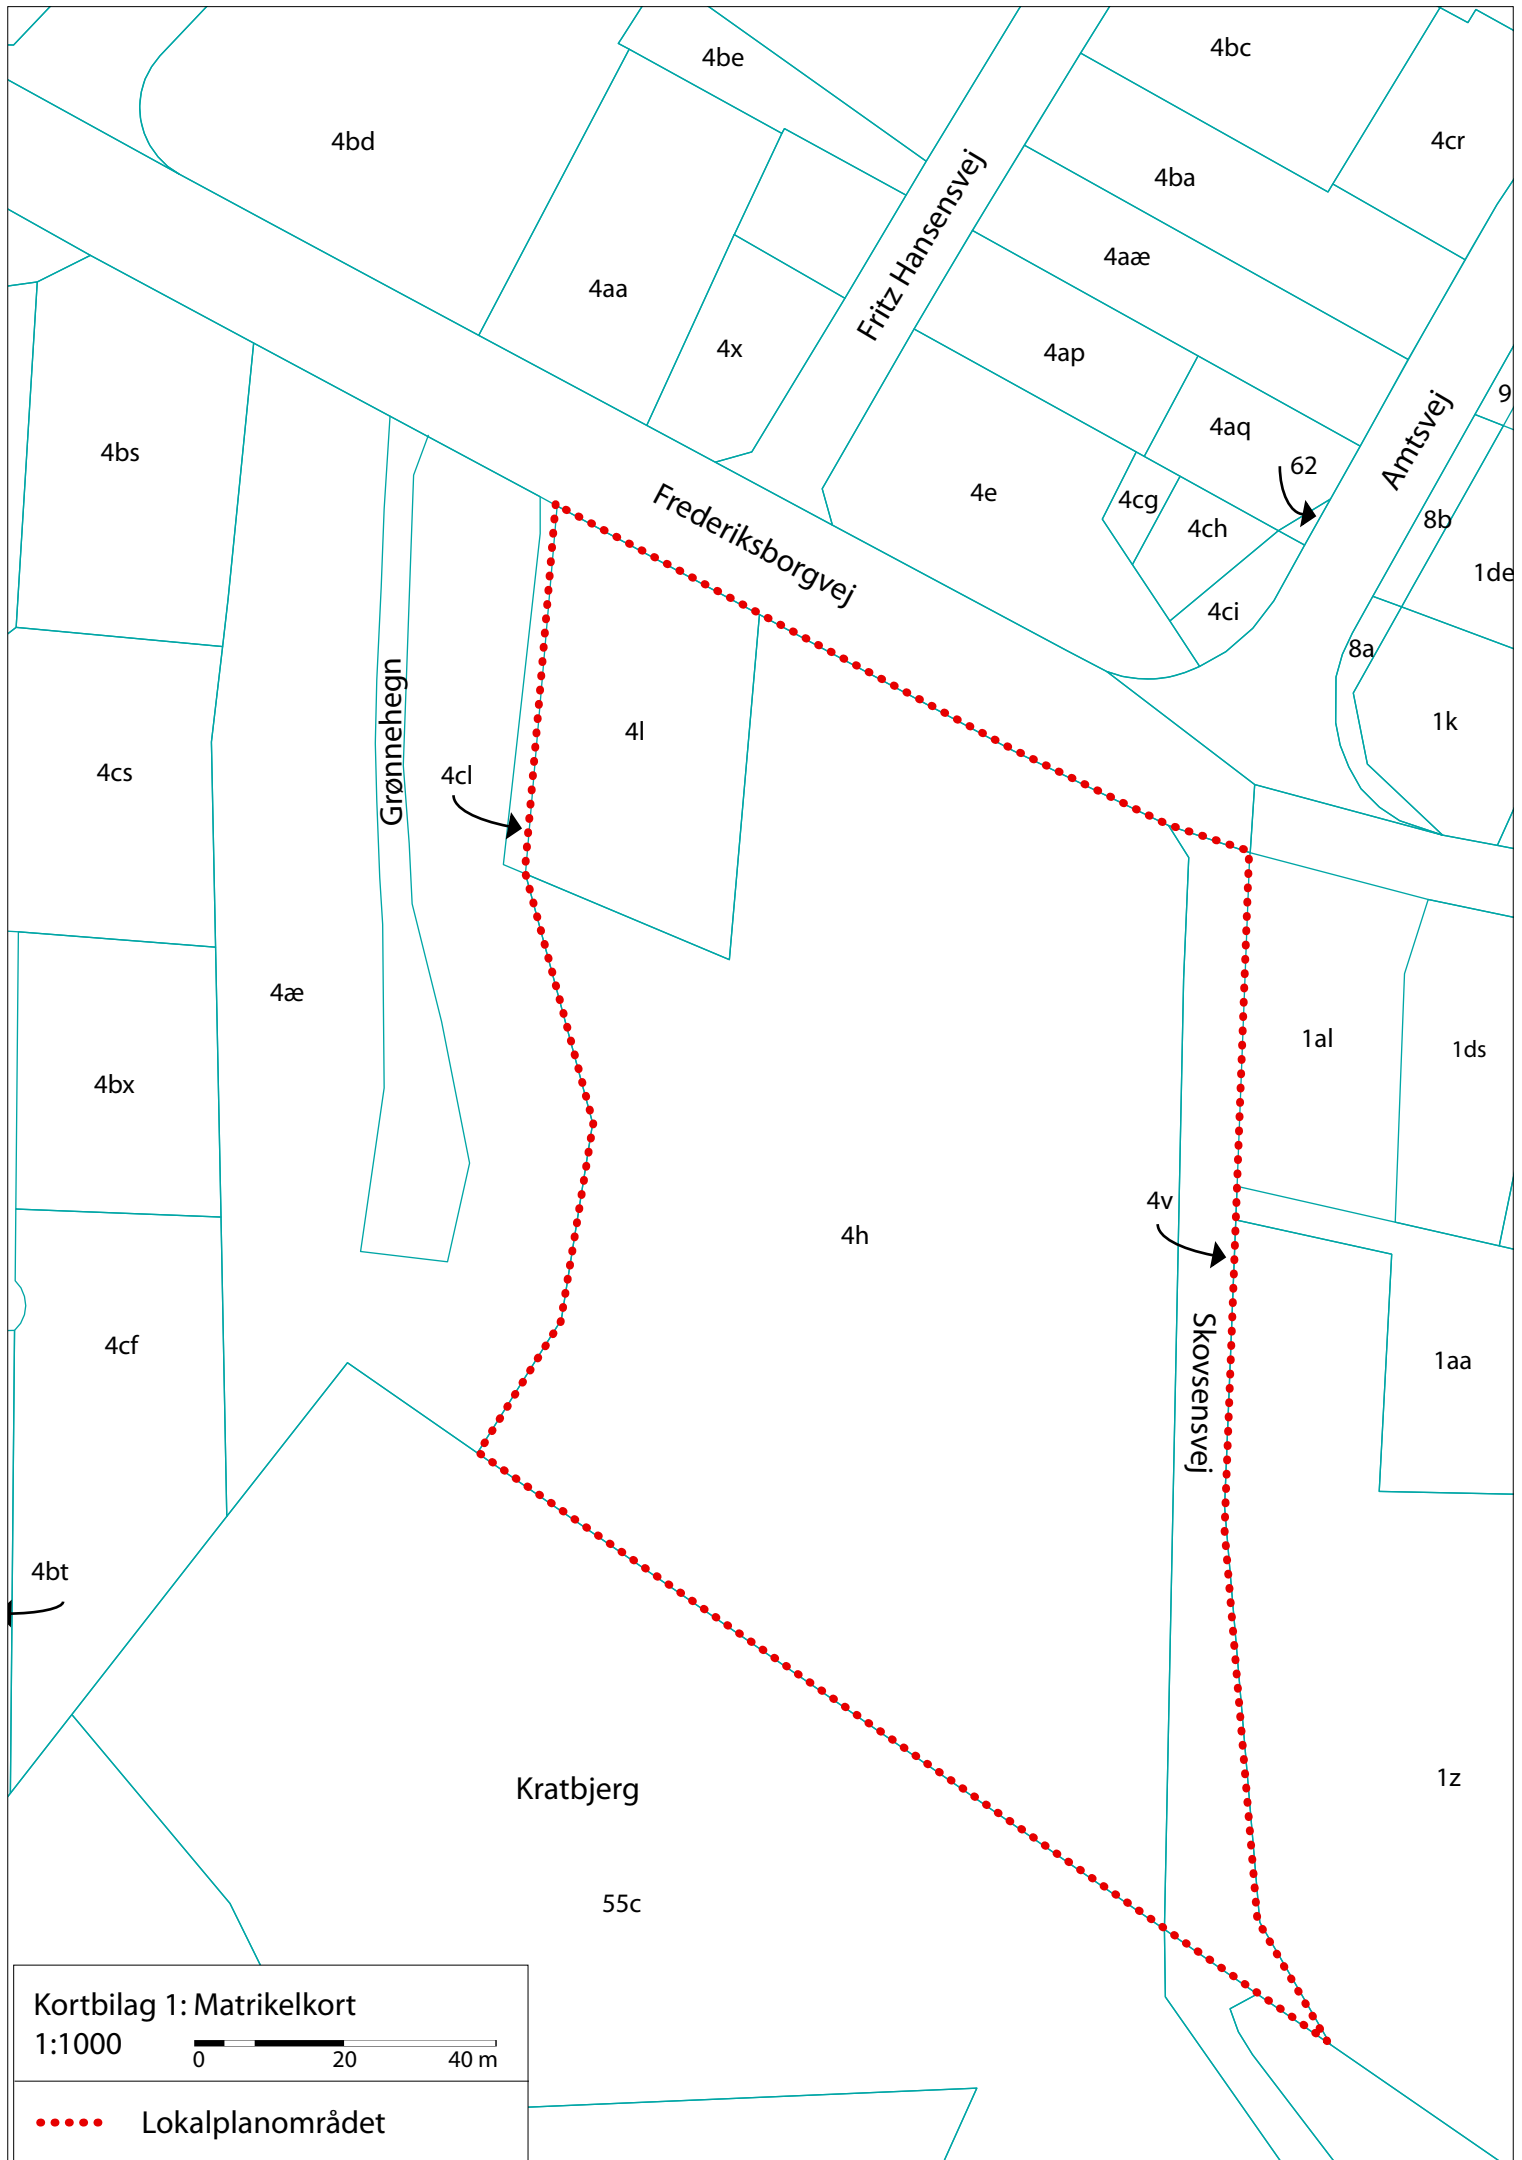 4bc
4be
4cr
4bd
4ba
Fritz Hansensvej
4aæ
4aa
4x
4ap
9
Amtsvej
4aq
4bs
62
4e
4cg
8b
4ch
Frederiksborgvej
1de
4ci
8a
Grønnehegn
4l
1k
4cs
4cl
4æ
1al
1ds
4bx
4v
4h
4cf
Skovsensvej
1aa
4bt
Kratbjerg
1z
55c
Kortbilag 1: Matrikelkort
1:1000
0 20 40 m
Lokalplanområdet